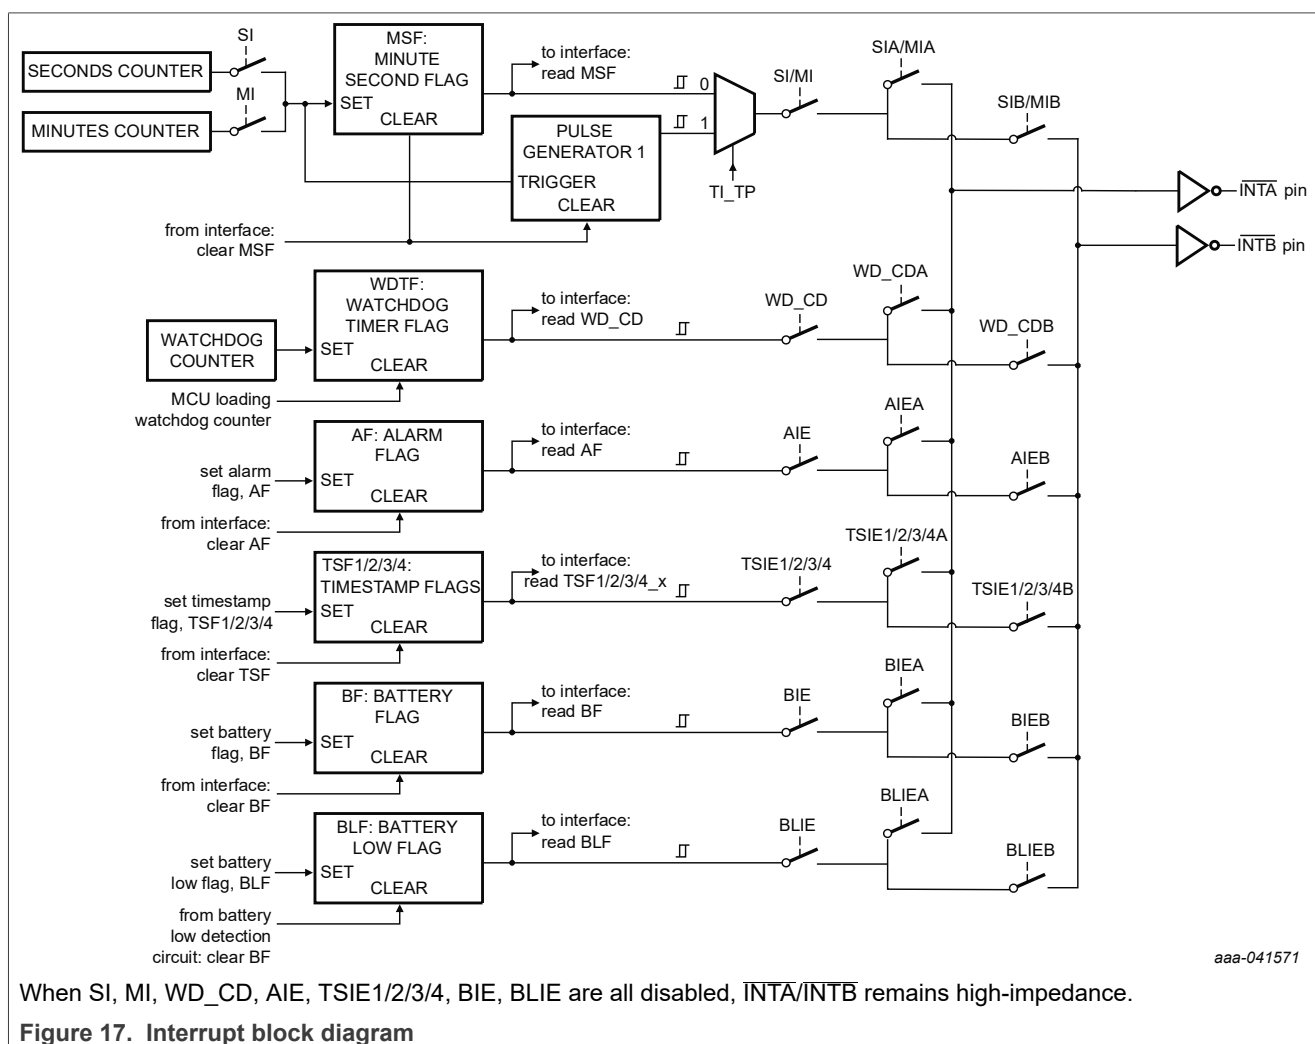 SI
SECONDS COUNTER
MI
MINUTES COUNTER
MSF:
MINUTE
SECOND FLAG
SET
CLEAR
to interface:
read MSF
PULSE
GENERATOR 1
TRIGGER
CLEAR
0
1
TI_TP
SI/MI
SIA/MIA
SIB/MIB
INTA pin
INTB pin
from interface:
clear MSF
WDTF:
WATCHDOG
TIMER FLAG
SET
CLEAR
WATCHDOG
COUNTER
MCU loading
watchdog counter
to interface:
read WD_CD
WD_CD
WD_CDA
WD_CDB
AF: ALARM
FLAG
SET
CLEAR
set alarm
flag, AF
from interface:
clear AF
to interface:
read AF
AIE
AIEA
AIEB
TSF1/2/3/4:
TIMESTAMP FLAGS
SET
CLEAR
set timestamp
flag, TSF1/2/3/4
from interface:
clear TSF
to interface:
read TSF1/2/3/4_x
TSIE1/2/3/4
TSIE1/2/3/4A
TSIE1/2/3/4B
BF: BATTERY
FLAG
SET
CLEAR
set battery
flag, BF
from interface:
clear BF
to interface:
read BF
BIE
BIEA
BIEB
BLF: BATTERY
LOW FLAG
SET
CLEAR
set battery
low flag, BLF
from battery
low detection
circuit: clear BF
to interface:
read BLF
BLIE
BLIEA
BLIEB
aaa-041571
When SI, MI, WD_CD, AIE, TSIE1/2/3/4, BIE, BLIE are all disabled, INTA/INTB remains high-impedance.
Figure 17. Interrupt block diagram